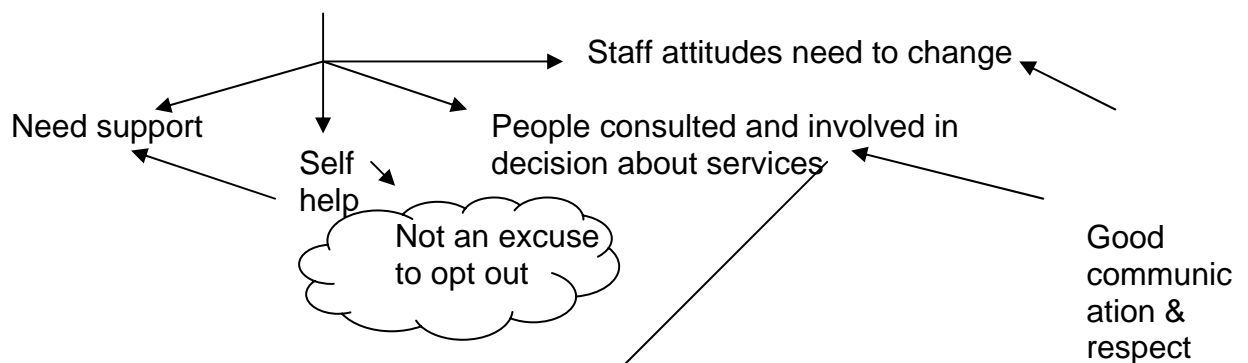 Staff attitudes need to change
Need support
People consulted and involved in
decision about services
Self
help
Not an excuse
to opt out
Good
communic
ation &
respect